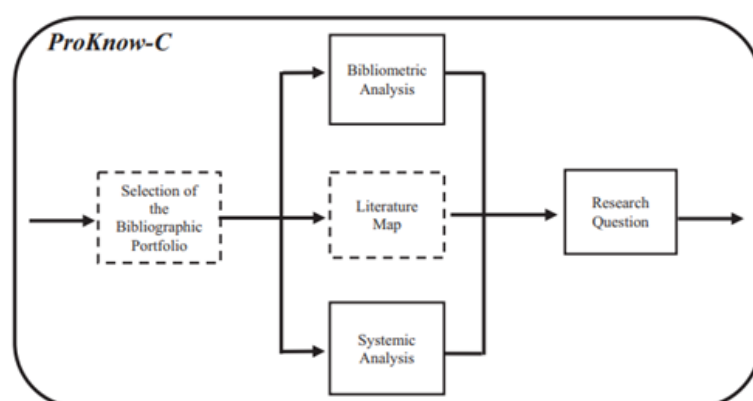 ProKnow-C
Bibliometric
Analysis
Selection of
the
Bibliographic
Portfolio
Literature
Map
Research
Question
Systemic
Analysis